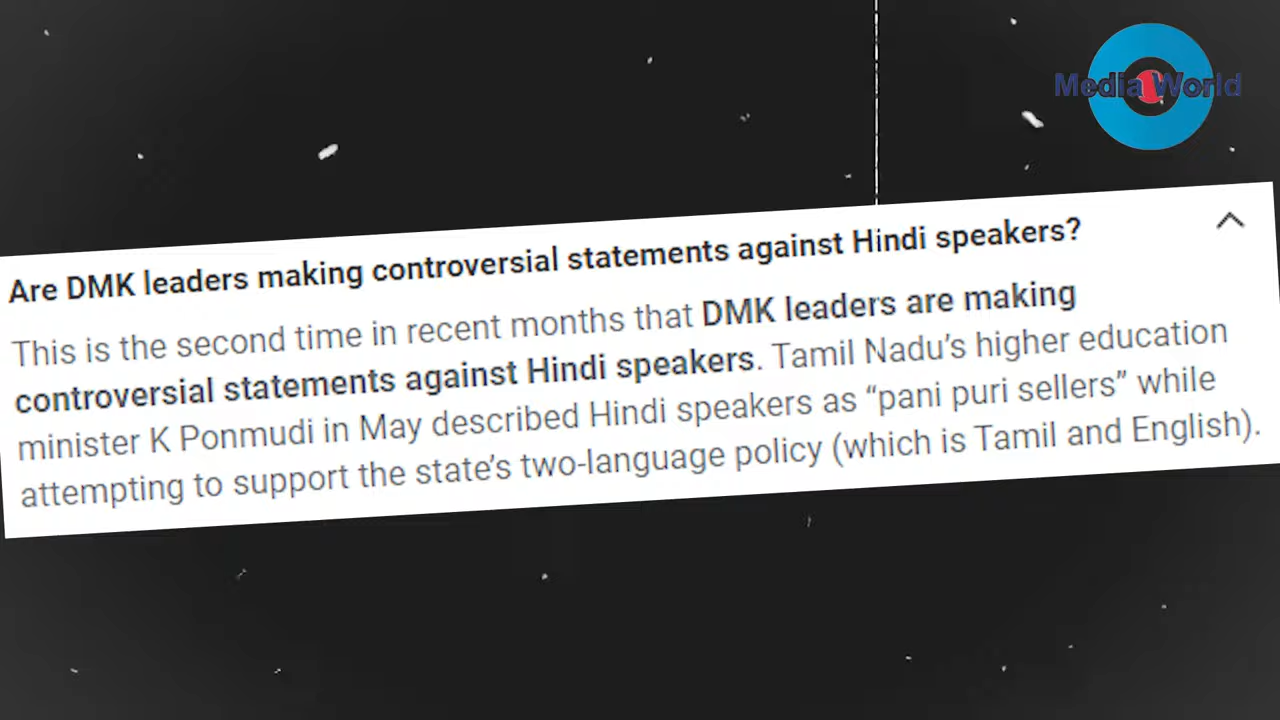 Media World
Are DMK leaders making controversial statements against Hindi speakers?
This is the second time in recent months that DMK leaders are making
controversial statements against Hindi speakers. Tamil Nadu’s higher education
minister K Ponmudi in May described Hindi speakers as “pani puri sellers” while
attempting to support the state’s two-language policy (which is Tamil and English).